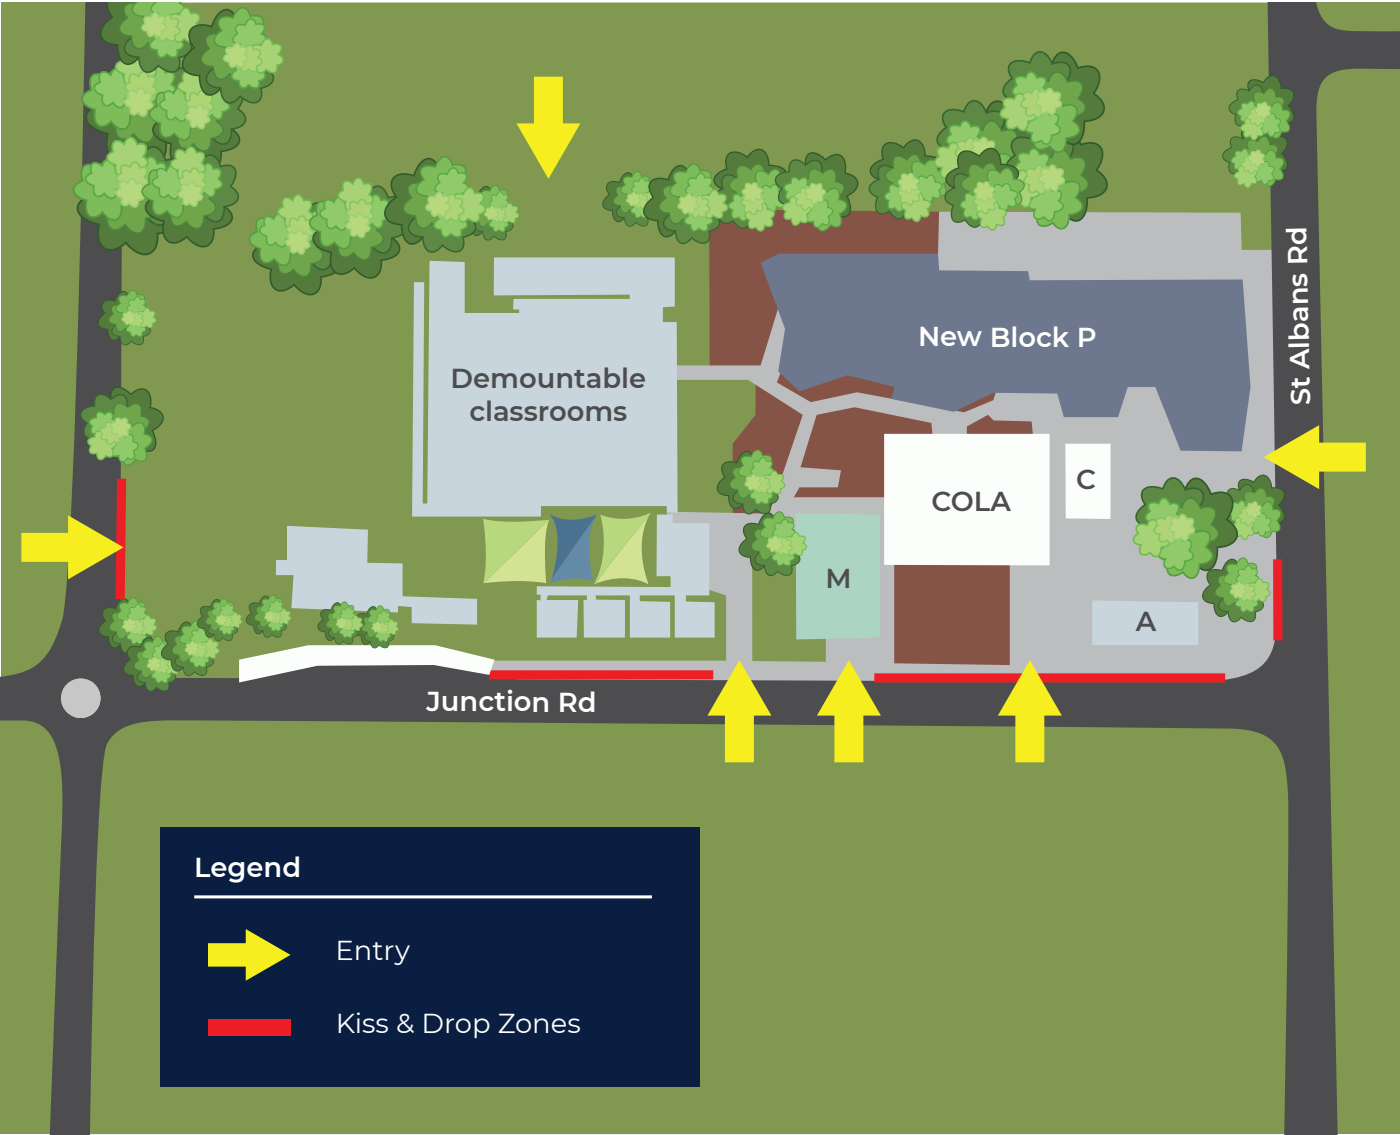 St Albans Rd
New Block P
Demountable
classrooms
C
COLA
M
A
Junction Rd
Legend
Entry
Kiss & Drop Zones